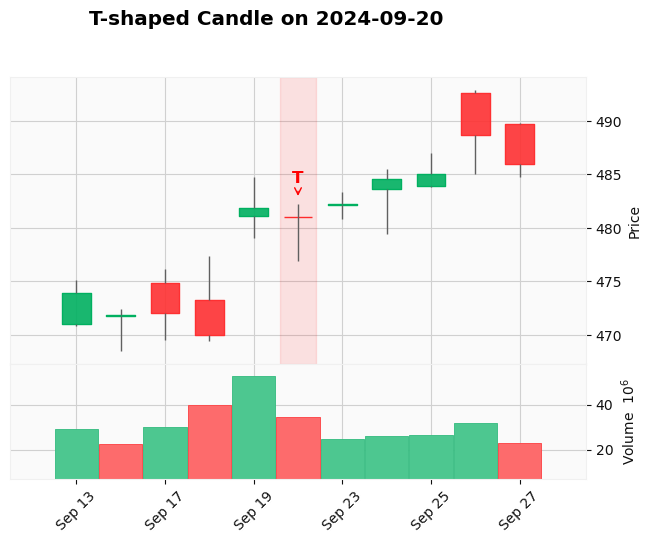 T-shaped Candle on 2024-09-20
490
485
480
475
470
Price
T
40
20
Volume 10^6
Sep 13
Sep 17
Sep 19
Sep 23
Sep 25
Sep 27